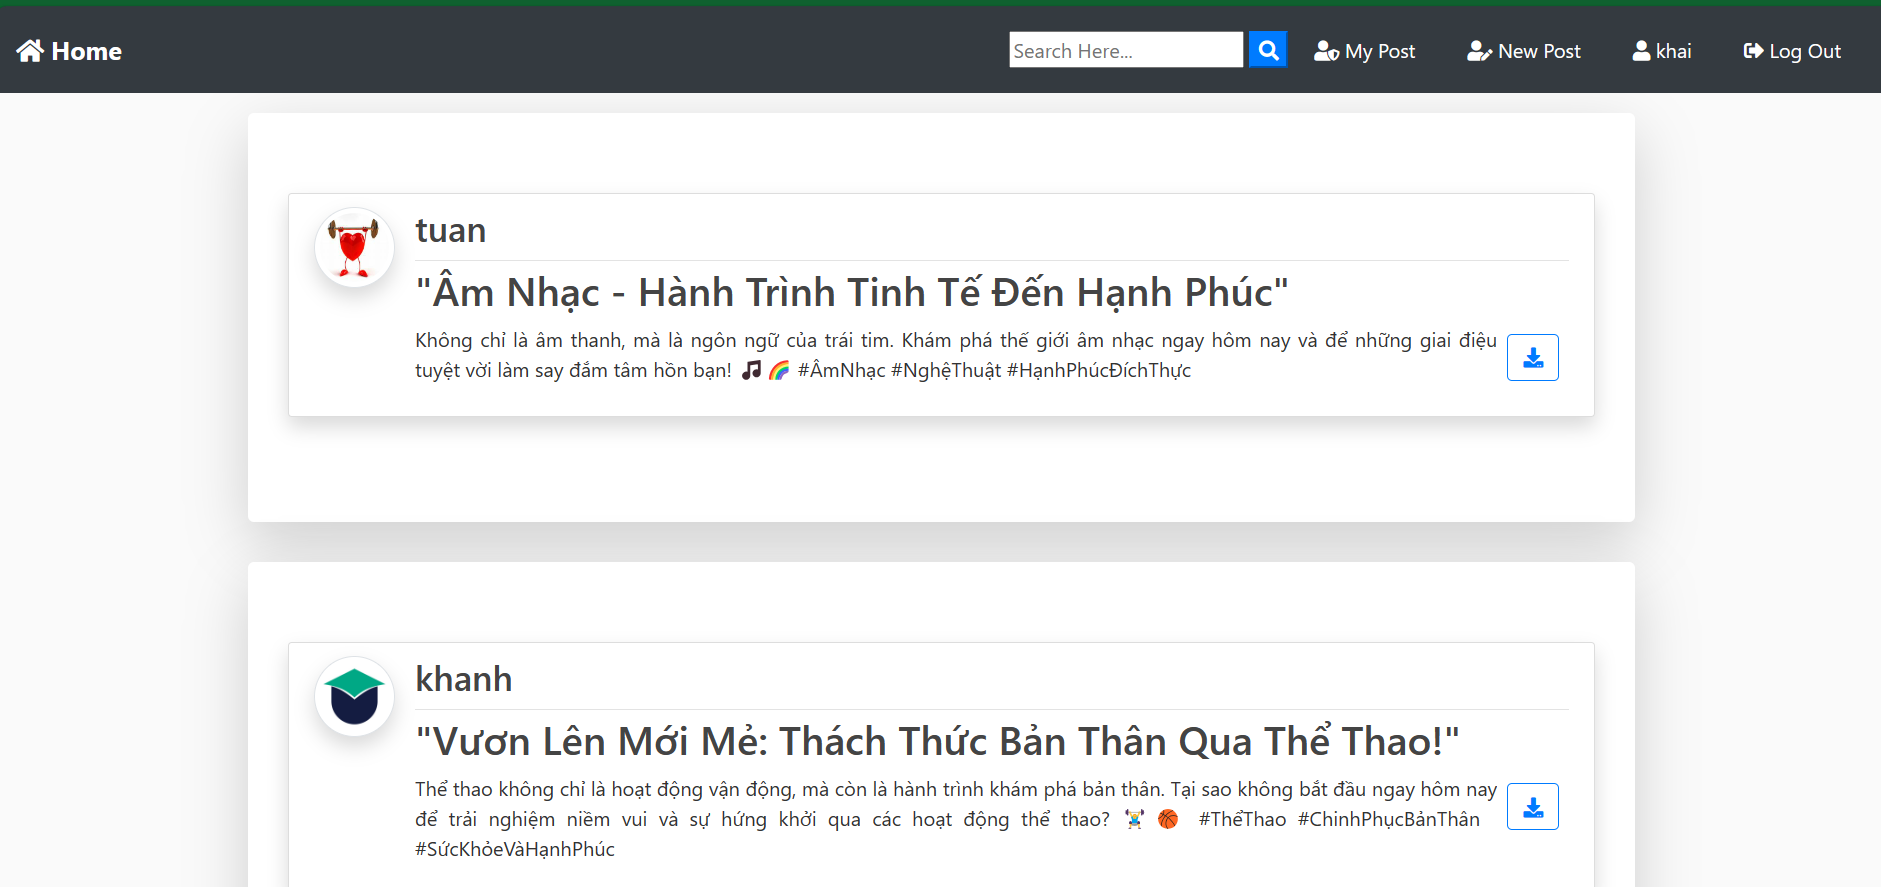 Home
Search Here...
My Post
New Post
khai
Log Out
tuan
"Âm Nhạc - Hành Trình Tinh Tế Đến Hạnh Phúc"
Không chỉ là âm thanh, mà là ngôn ngữ của trái tim. Khám phá thế giới âm nhạc ngay hôm nay và để những giai điệu
tuyệt vời làm say đắm tâm hồn bạn! 🎵🌈 #ÂmNhạc #NghệThuật #HạnhPhúcĐíchThực
khanh
"Vươn Lên Mới Mẻ: Thách Thức Bản Thân Qua Thể Thao!"
Thể thao không chỉ là hoạt động vận động, mà còn là hành trình khám phá bản thân. Tại sao không bắt đầu ngay hôm nay
để trải nghiệm niềm vui và sự hứng khởi qua các hoạt động thể thao? 🏋️ 🏀 #ThểThao #ChinhPhụcBảnThân
#SứcKhỏeVàHạnhPhúc